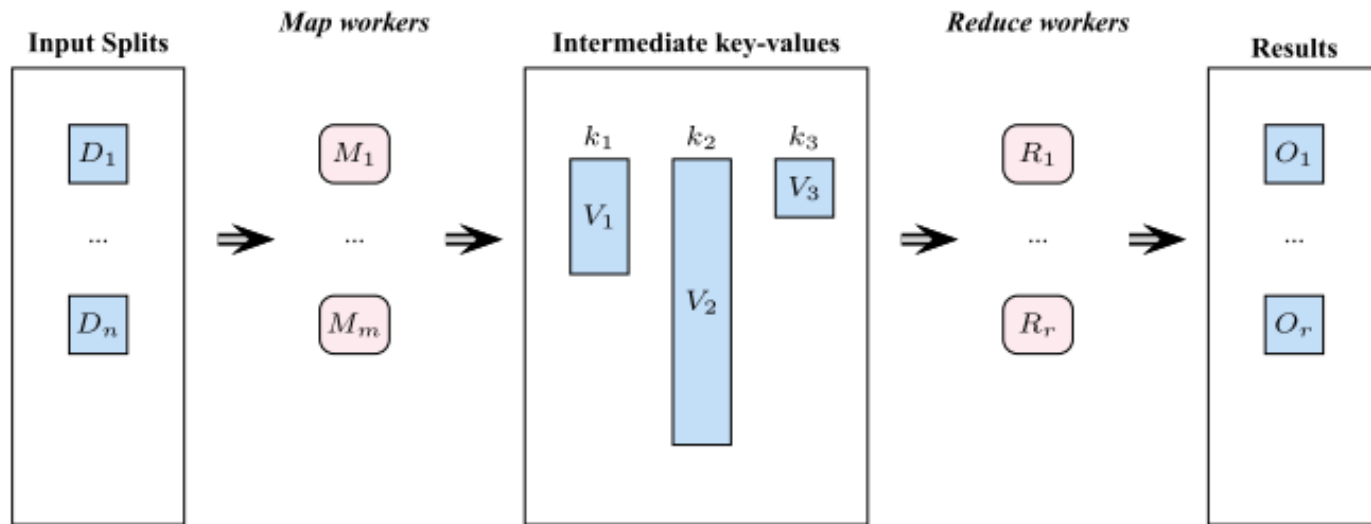 Map workers
Reduce workers
Input Splits
Intermediate key-values
Results
D₁
M₁
k₁
k₂
k₃
R₁
O₁
V₁
V₃
...
...
...
...
V₂
Dₙ
Mₘ
Rᵣ
Oᵣ